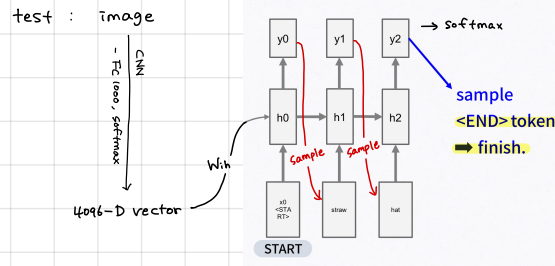 test : image
CNN
- FC 1000, softmax
4096-D vector
Wih
y0
y1
y2
→ softmax
h0
h1
h2
sample
sample
x0
<STA
RT>
straw
hat
START
sample
<END> token
➡ finish.